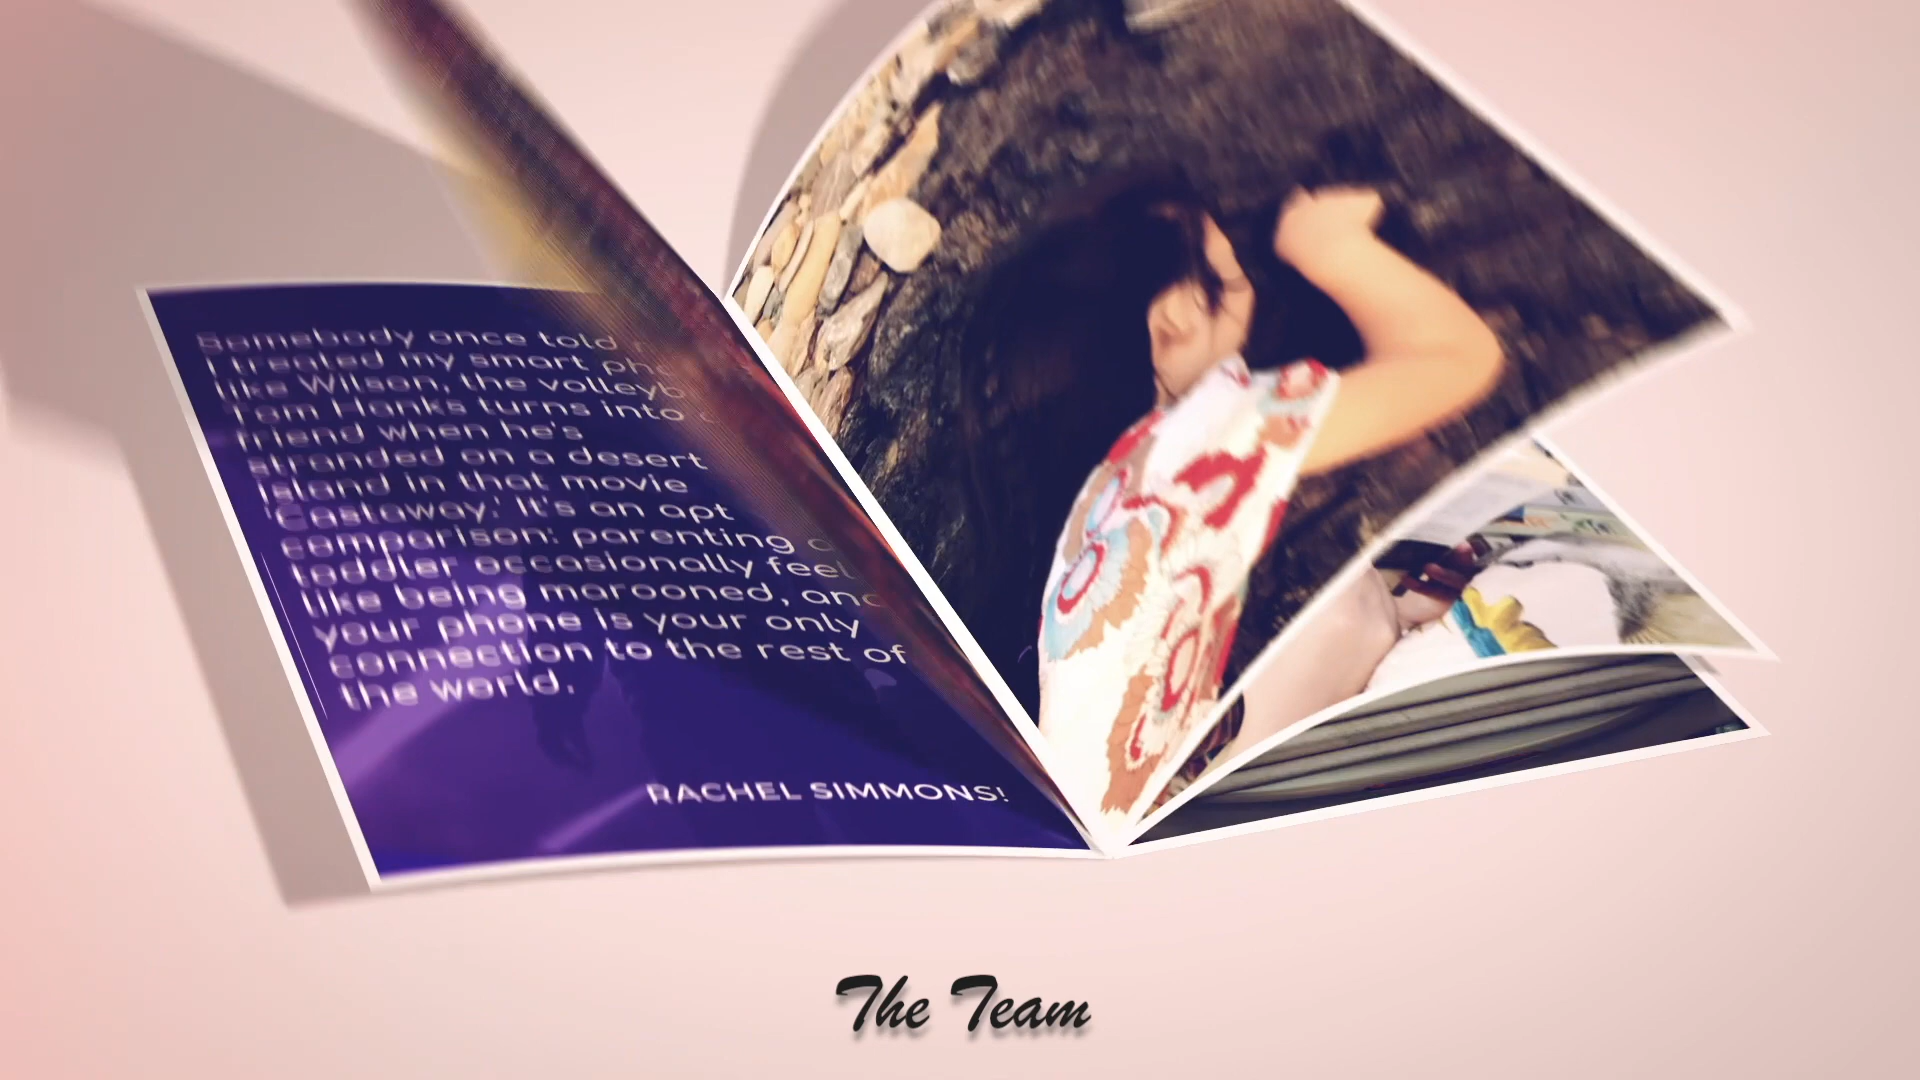 Somebody once told
I treated my smart
like Wilson, the
Tom Hanks turns into
friend when he's
stranded on a desert
island in that movie
'Castaway.' It's an apt
comparison: parenting
toddler occasionally feel
like being marooned, and
your phone is your only
connection to the rest of
the world.
RACHEL SIMMONS!
The Team